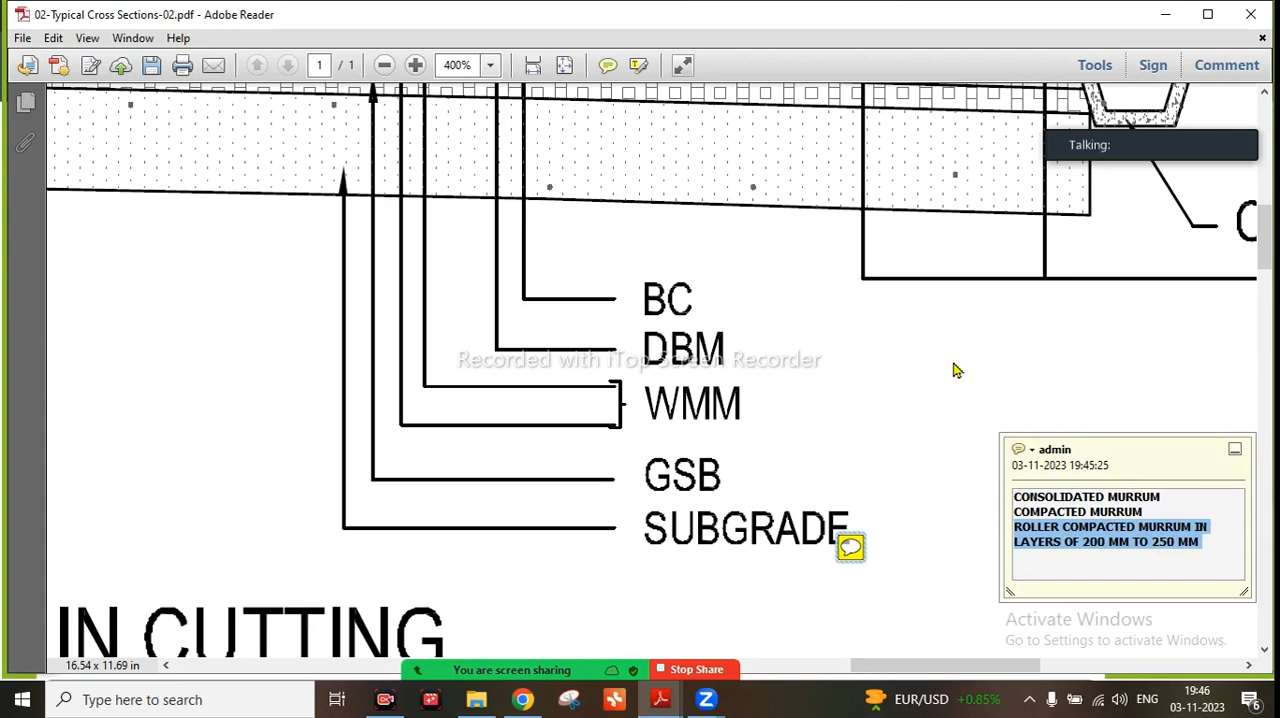 02-Typical Cross Sections-02.pdf - Adobe Reader
File Edit View Window Help
1 / 1 400% Tools Sign Comment
Talking:
BC
DBM
Recorded with iTop Screen Recorder
WMM
GSB
SUBGRADE
admin
03-11-2023 19:45:25
CONSOLIDATED MURRUM
COMPACTED MURRUM
ROLLER COMPACTED MURRUM IN
LAYERS OF 200 MM TO 250 MM
IN CUTTING
Activate Windows
Go to Settings to activate Windows.
16.54 x 11.69 in
You are screen sharing Stop Share
Type here to search
EUR/USD +0.85%
ENG
19:46
03-11-2023
6